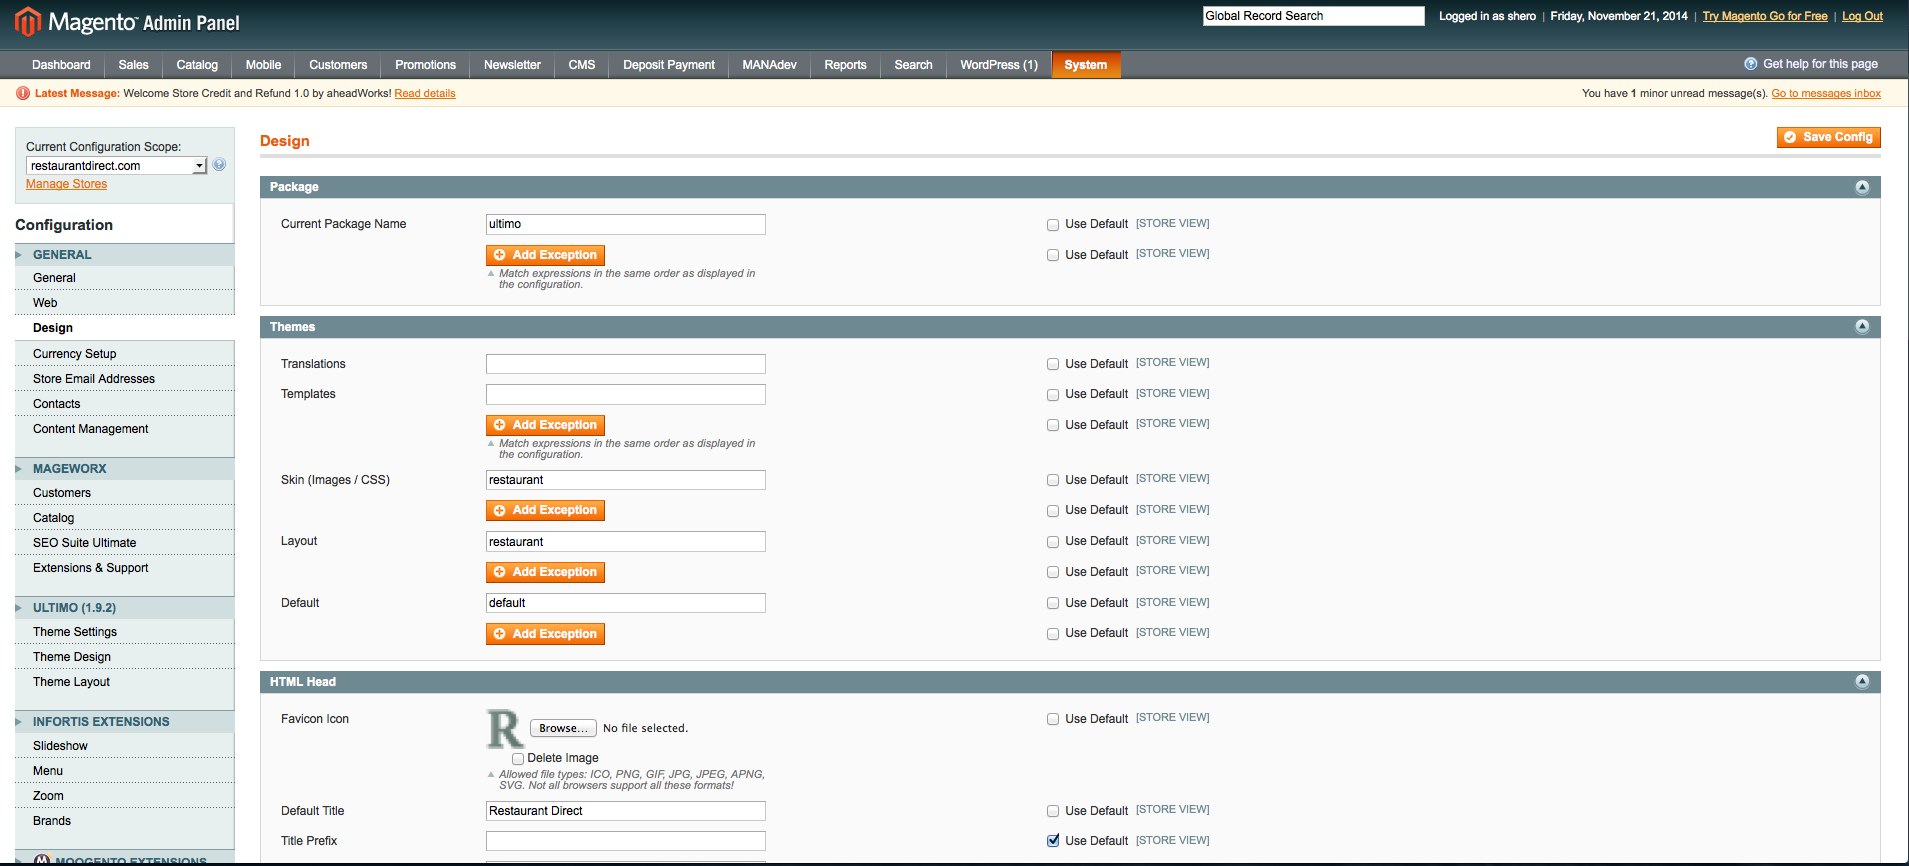 Magento Admin Panel
Global Record Search
Logged in as shero | Friday, November 21, 2014 | Try Magento Go for Free | Log Out
Dashboard Sales Catalog Mobile Customers Promotions Newsletter CMS Deposit Payment MANAdev Reports Search WordPress (1) System
Get help for this page
Latest Message: Welcome Store Credit and Refund 1.0 by aheadWorks! Read details
You have 1 minor unread message(s). Go to messages inbox
Current Configuration Scope:
restaurantdirect.com
Manage Stores
Configuration
GENERAL
General
Web
Design
Currency Setup
Store Email Addresses
Contacts
Content Management
MAGEWORX
Customers
Catalog
SEO Suite Ultimate
Extensions & Support
ULTIMO (1.9.2)
Theme Settings
Theme Design
Theme Layout
INFORTIS EXTENSIONS
Slideshow
Menu
Zoom
Brands
MOOGENTO EXTENSIONS
Design
Save Config
Package
Current Package Name ultimo Use Default [STORE VIEW]
Add Exception Use Default [STORE VIEW]
Match expressions in the same order as displayed in
the configuration.
Themes
Translations Use Default [STORE VIEW]
Templates Use Default [STORE VIEW]
Add Exception Use Default [STORE VIEW]
Match expressions in the same order as displayed in
the configuration.
Skin (Images / CSS) restaurant Use Default [STORE VIEW]
Add Exception Use Default [STORE VIEW]
Layout restaurant Use Default [STORE VIEW]
Add Exception Use Default [STORE VIEW]
Default default Use Default [STORE VIEW]
Add Exception Use Default [STORE VIEW]
HTML Head
Favicon Icon R Browse... No file selected. Use Default [STORE VIEW]
Delete Image
Allowed file types: ICO, PNG, GIF, JPG, JPEG, APNG,
SVG. Not all browsers support all these formats!
Default Title Restaurant Direct Use Default [STORE VIEW]
Title Prefix Use Default [STORE VIEW]